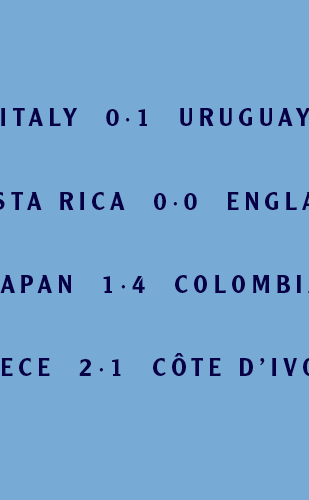 ITALY 0·1 URUGUAY
STA RICA 0·0 ENGLA
APAN 1·4 COLOMBI
ECE 2·1 CÔTE D’IVO